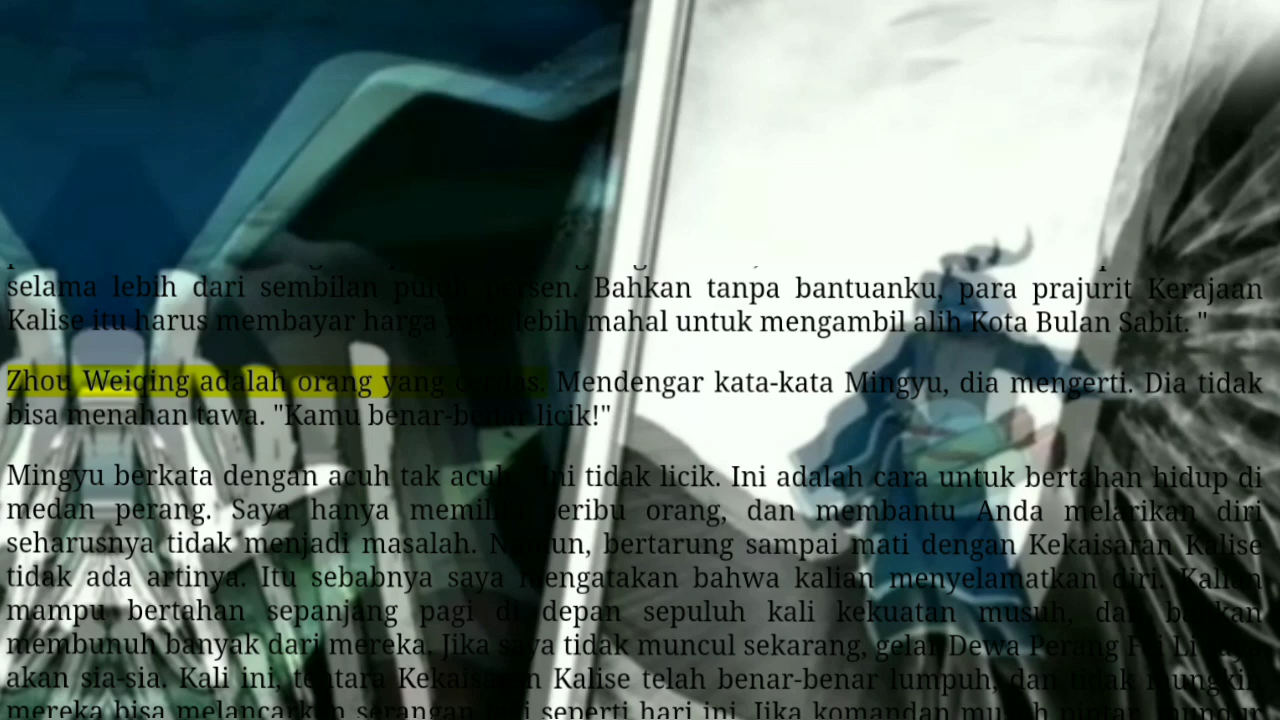 selama lebih dari sembilan puluh persen. Bahkan tanpa bantuanku, para prajurit Kerajaan
Kalise itu harus membayar harga yang lebih mahal untuk mengambil alih Kota Bulan Sabit. "
Zhou Weiqing adalah orang yang cerdas. Mendengar kata-kata Mingyu, dia mengerti. Dia tidak
bisa menahan tawa. "Kamu benar-benar licik!"
Mingyu berkata dengan acuh tak acuh, "Ini tidak licik. Ini adalah cara untuk bertahan hidup di
medan perang. Saya hanya memiliki seribu orang, dan membantu Anda melarikan diri
seharusnya tidak menjadi masalah. Namun, bertarung sampai mati dengan Kekaisaran Kalise
tidak ada artinya. Itu sebabnya saya mengatakan bahwa kalian menyelamatkan diri. Kalian
mampu bertahan sepanjang pagi di depan sepuluh kali kekuatan musuh, dan bahkan
membunuh banyak dari mereka. Jika saya tidak muncul sekarang, gelar Dewa Perang Fei Li
akan sia-sia. Kali ini, tentara Kekaisaran Kalise telah benar-benar lumpuh, dan tidak mungkin
mereka bisa melancarkan serangan lagi seperti hari ini. Jika komandan musuh pintar, mundur